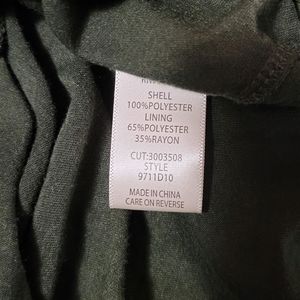 SHELL
100%POLYESTER
LINING
65%POLYESTER
35%RAYON
CUT:3003508
STYLE
9711D10
MADE IN CHINA
CARE ON REVERSE